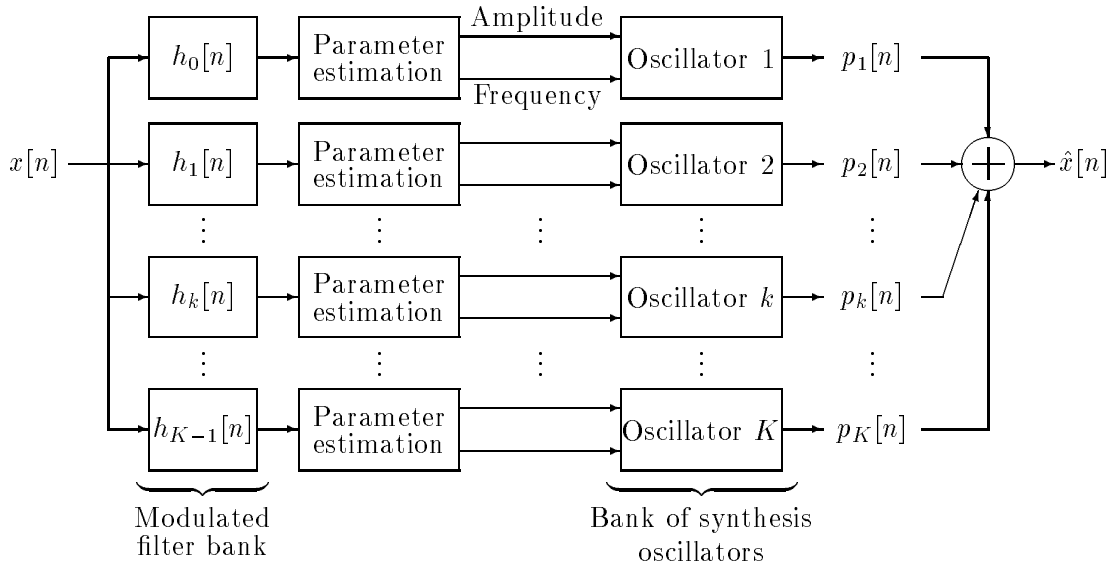 Amplitude
h_0[n] Parameter estimation Oscillator 1 p_1[n]
Frequency
x[n] h_1[n] Parameter estimation Oscillator 2 p_2[n] + x̂[n]
⋮ ⋮ ⋮ ⋮ ⋮
h_k[n] Parameter estimation Oscillator k p_k[n]
⋮ ⋮ ⋮ ⋮ ⋮
h_{K−1}[n] Parameter estimation Oscillator K p_K[n]
Modulated
filter bank
Bank of synthesis
oscillators